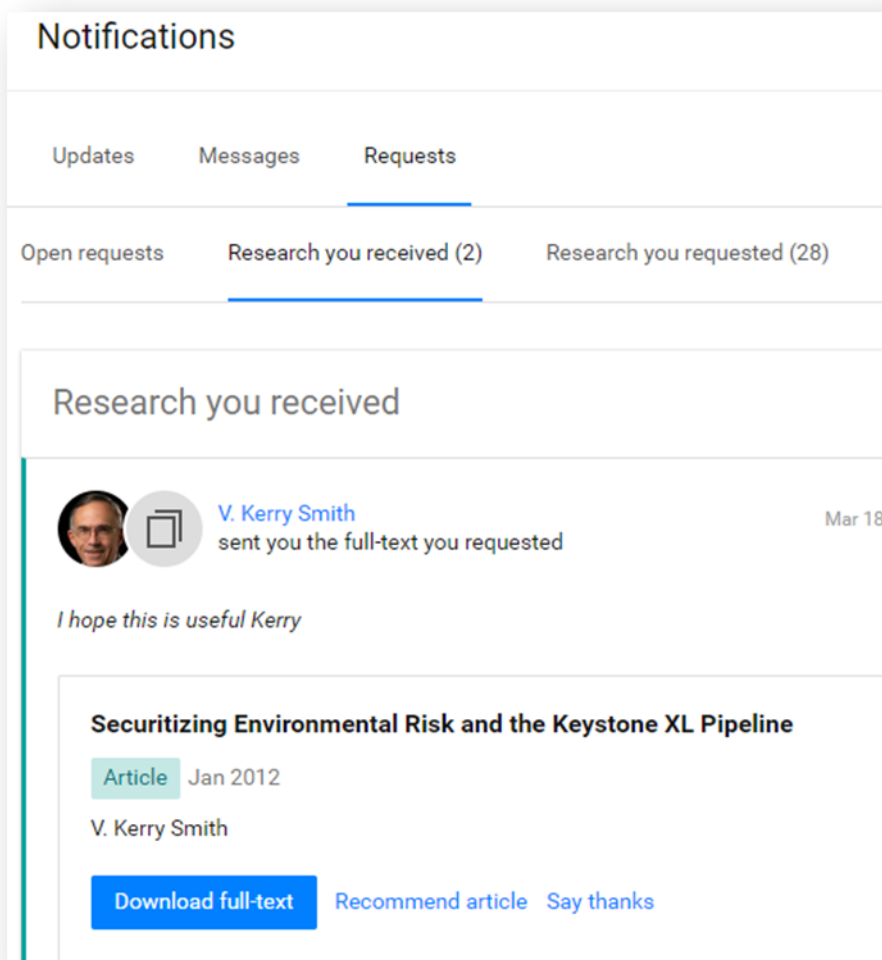 Notifications
Updates Messages Requests
Open requests Research you received (2) Research you requested (28)
Research you received
V. Kerry Smith
Mar 18
sent you the full-text you requested
I hope this is useful Kerry
Securitizing Environmental Risk and the Keystone XL Pipeline
Article Jan 2012
V. Kerry Smith
Download full-text Recommend article Say thanks